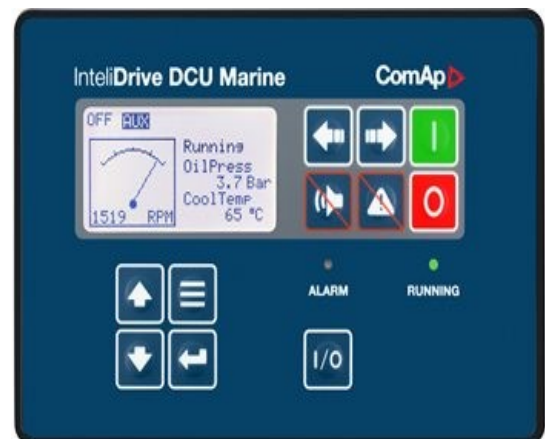 InteliDrive DCU Marine
ComAp
OFF AUX
Running
OilPress
3.7 Bar
CoolTemp
65 °C
1519 RPM
I
O
ALARM
RUNNING
I/O